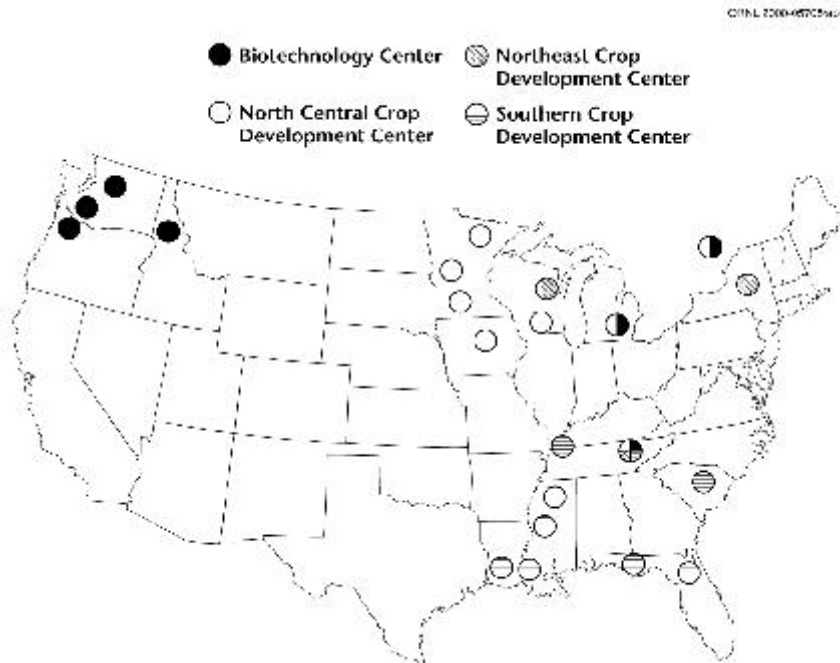 Biotechnology Center
Northeast Crop
Development Center
North Central Crop
Development Center
Southern Crop
Development Center